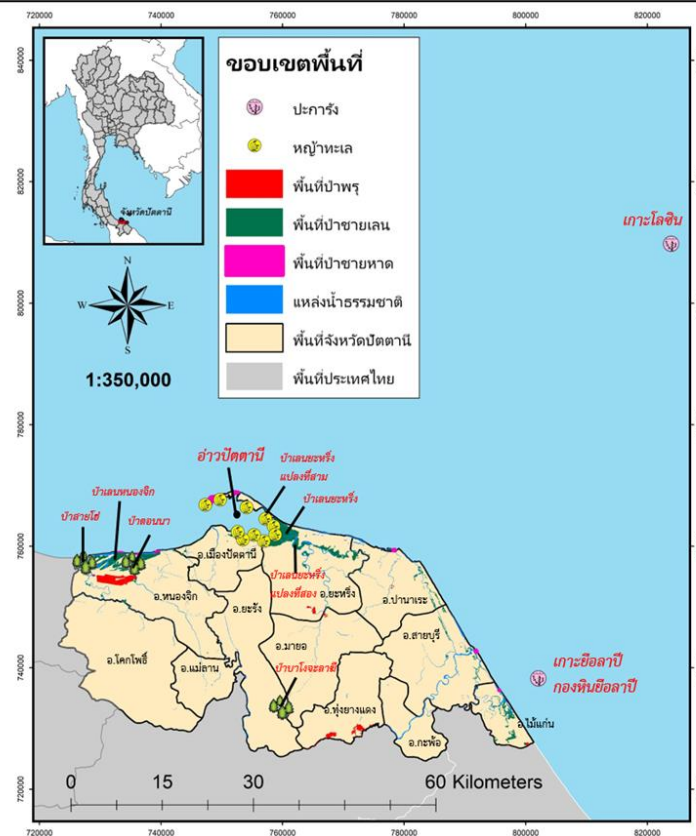 720000 740000 760000 780000 800000
840000
820000
800000
780000
760000
740000
720000
840000
820000
800000
780000
760000
740000
720000
จังหวัดปัตตานี
N
W E
S
1:350,000
ขอบเขตพื้นที่
ปะการัง
หญ้าทะเล
พื้นที่ป่าพรุ
พื้นที่ป่าชายเลน
พื้นที่ป่าชายหาด
แหล่งน้ำธรรมชาติ
พื้นที่จังหวัดปัตตานี
พื้นที่ประเทศไทย
เกาะโลซิน
อ่าวปัตตานี
ป่าเลนยะหริ่ง
แปลงที่สาม
ป่าเลนหนองจิก
ป่าเลนยะหริ่ง
ป่าสายโฮ่
ป่าดอนนา
อ.เมืองปัตตานี
ป่าเลนยะหริ่ง
แปลงที่สอง
อ.ยะหริ่ง
อ.หนองจิก
อ.ยะรัง
อ.ปานาเระ
อ.สายบุรี
อ.มายอ
อ.โคกโพธิ์
อ.แม่ลาน
ป่าบาโงจะลาดี
เกาะยือลาปี
กองหินยือลาปี
อ.ทุ่งยางแดง
อ.กะพ้อ
อ.ไม้แก่น
0 15 30 60 Kilometers
720000 740000 760000 780000 800000